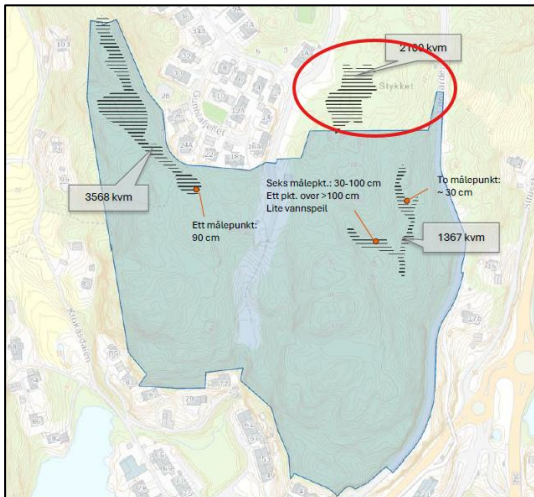 2100 kvm
Stykket
3568 kvm
Seks målepkt.: 30-100 cm
Ett pkt. over >100 cm
Lite vannspeil
To målepunkt:
~ 30 cm
Ett målepunkt:
90 cm
1367 kvm